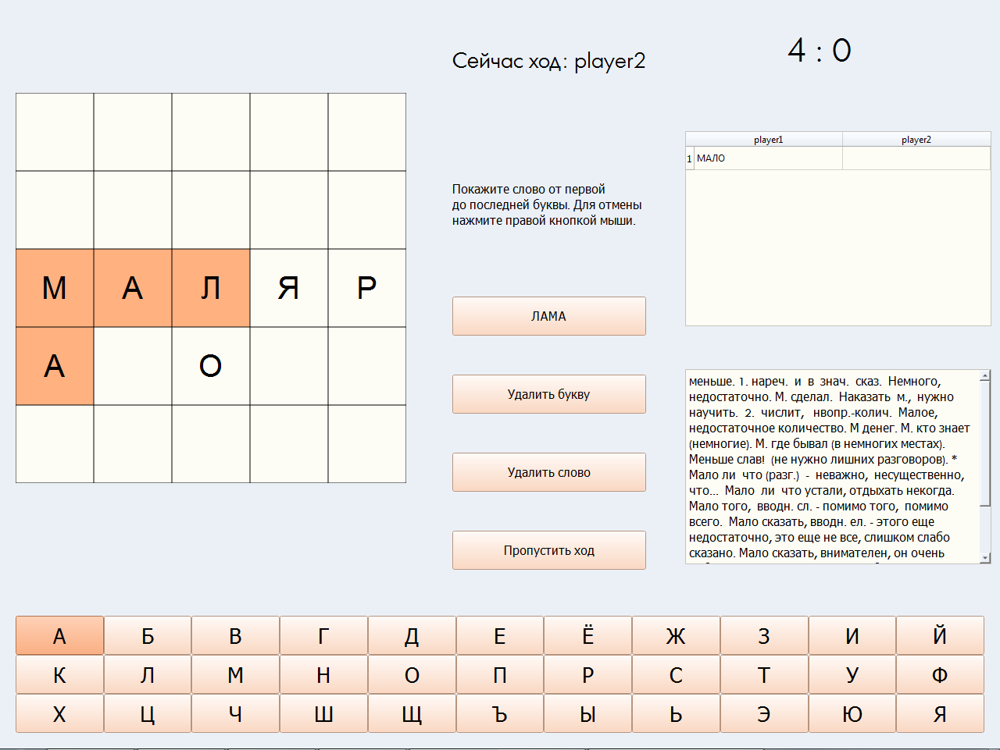 Сейчас ход: player2
4 : 0
player1 player2
1 МАЛО
Покажите слово от первой
до последней буквы. Для отмены
нажмите правой кнопкой мыши.
М А Л Я Р
А О
ЛАМА
Удалить букву
Удалить слово
Пропустить ход
меньше. 1. нареч. и в знач. сказ. Немного,
недостаточно. М. сделал. Наказать м., нужно
научить. 2. числит, нвопр.-колич. Малое,
недостаточное количество. М денег. М. кто знает
(немногие). М. где бывал (в немногих местах).
Меньше слав! (не нужно лишних разговоров). *
Мало ли что (разг.) - неважно, несущественно,
что... Мало ли что устали, отдыхать некогда.
Мало того, вводн. сл. - помимо того, помимо
всего. Мало сказать, вводн. ел. - этого еще
недостаточно, это еще не все, слишком слабо
сказано. Мало сказать, внимателен, он очень
А Б В Г Д Е Ё Ж З И Й
К Л М Н О П Р С Т У Ф
Х Ц Ч Ш Щ Ъ Ы Ь Э Ю Я